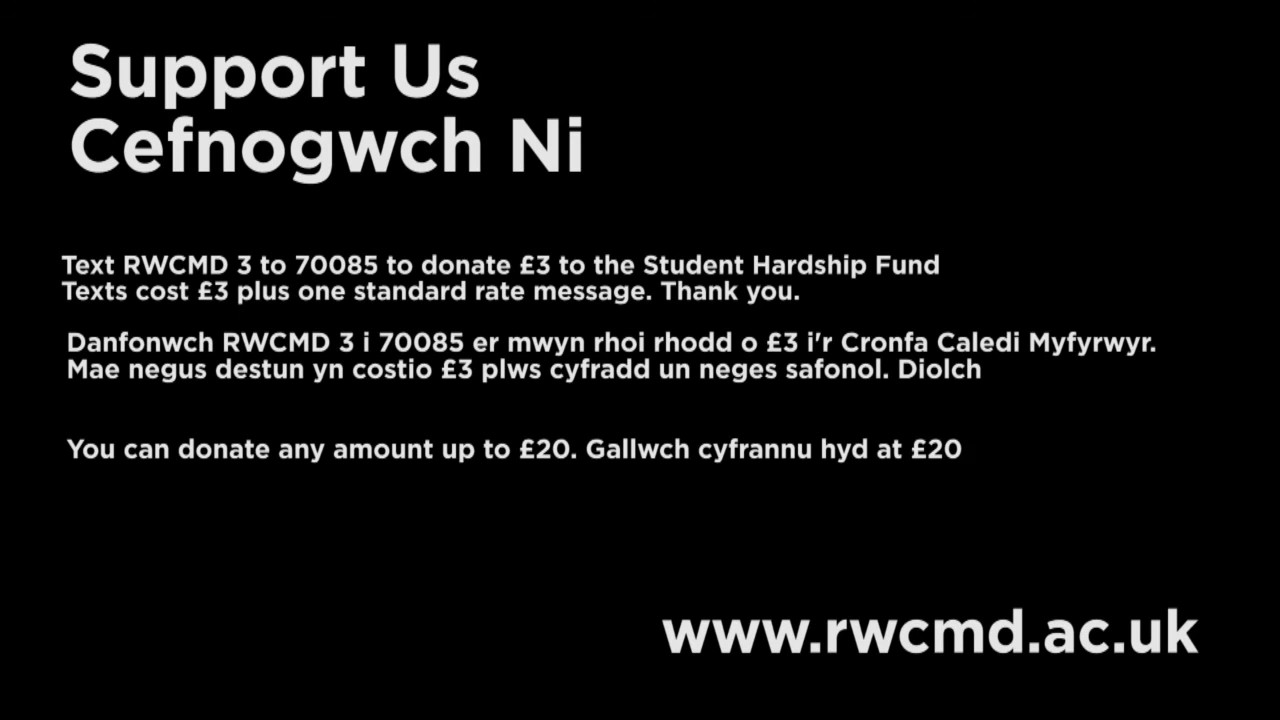 Support Us
Cefnogwch Ni
Text RWCMD 3 to 70085 to donate £3 to the Student Hardship Fund
Texts cost £3 plus one standard rate message. Thank you.
Danfonwch RWCMD 3 i 70085 er mwyn rhoi rhodd o £3 i'r Cronfa Caledi Myfyrwyr.
Mae negus destun yn costio £3 plws cyfradd un neges safonol. Diolch
You can donate any amount up to £20. Gallwch cyfrannu hyd at £20
www.rwcmd.ac.uk